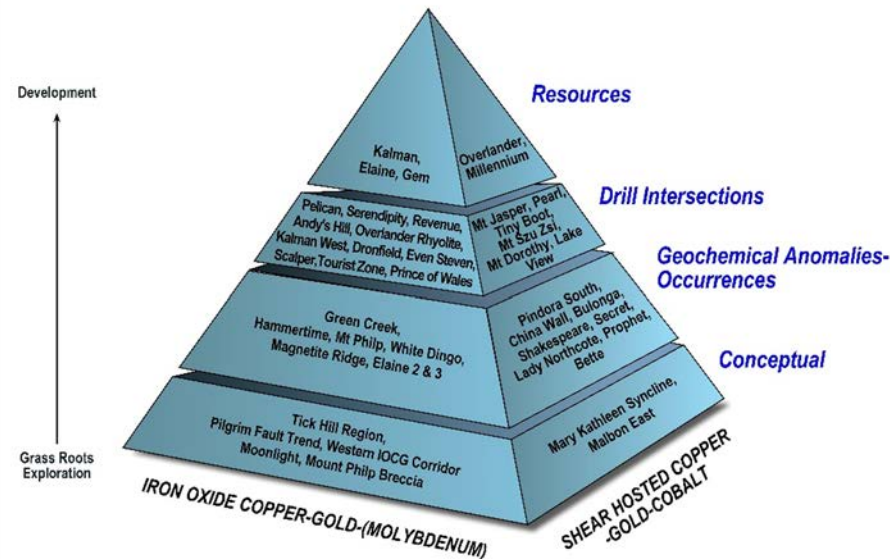 Development
Grass Roots
Exploration
Resources
Kalman,
Elaine, Gem
Overlander,
Millennium
Drill Intersections
Pelican, Serendipity, Revenue,
Andy's Hill, Overlander Rhyolite,
Kalman West, Dronfield, Even Steven,
Scalper,Tourist Zone, Prince of Wales
Mt Jasper, Pearl,
Tiny Boot,
Mt Szu Zsi,
Mt Dorothy, Lake
View
Geochemical Anomalies-
Occurrences
Green Creek,
Hammertime, Mt Philp, White Dingo,
Magnetite Ridge, Elaine 2 & 3
Pindora South,
China Wall, Bulonga,
Shakespeare, Secret,
Lady Northcote, Prophet,
Bette
Conceptual
Tick Hill Region,
Pilgrim Fault Trend, Western IOCG Corridor
Moonlight, Mount Philp Breccia
Mary Kathleen Syncline,
Malbon East
IRON OXIDE COPPER-GOLD-(MOLYBDENUM)
SHEAR HOSTED COPPER
-GOLD-COBALT